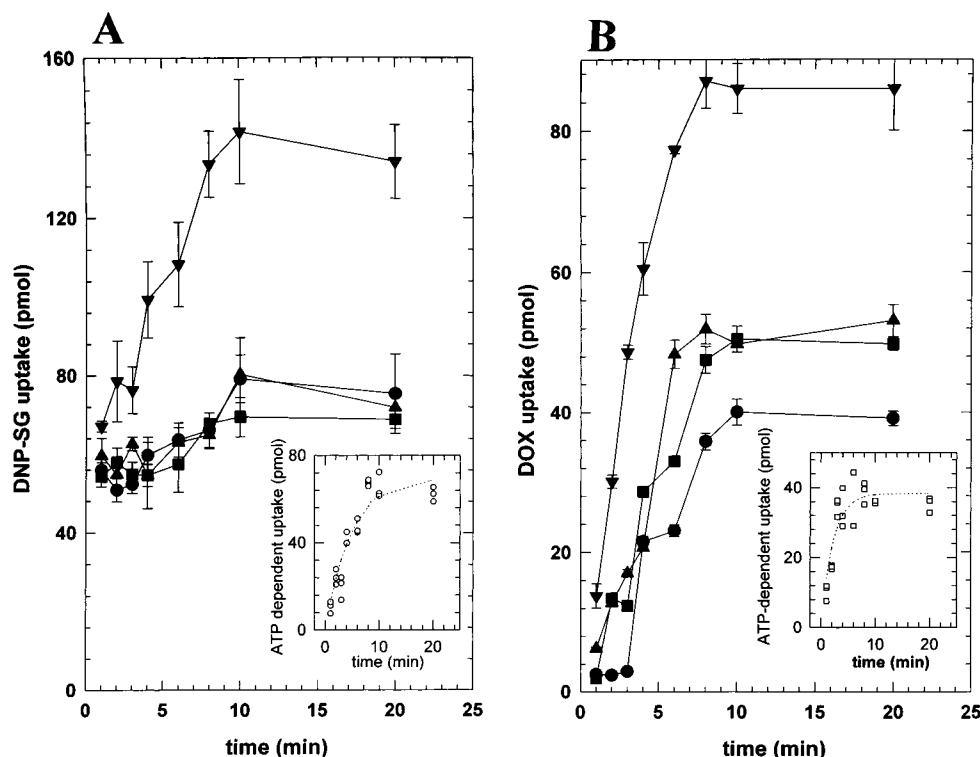 A
160
120
80
40
0
DNP-SG uptake (pmol)
0 5 10 15 20 25
time (min)
80
40
0
ATP dependent uptake (pmol)
0 10 20
time (min)
B
80
60
40
20
0
DOX uptake (pmol)
0 5 10 15 20 25
time (min)
40
20
0
ATP-dependent uptake (pmol)
0 10 20
time (min)